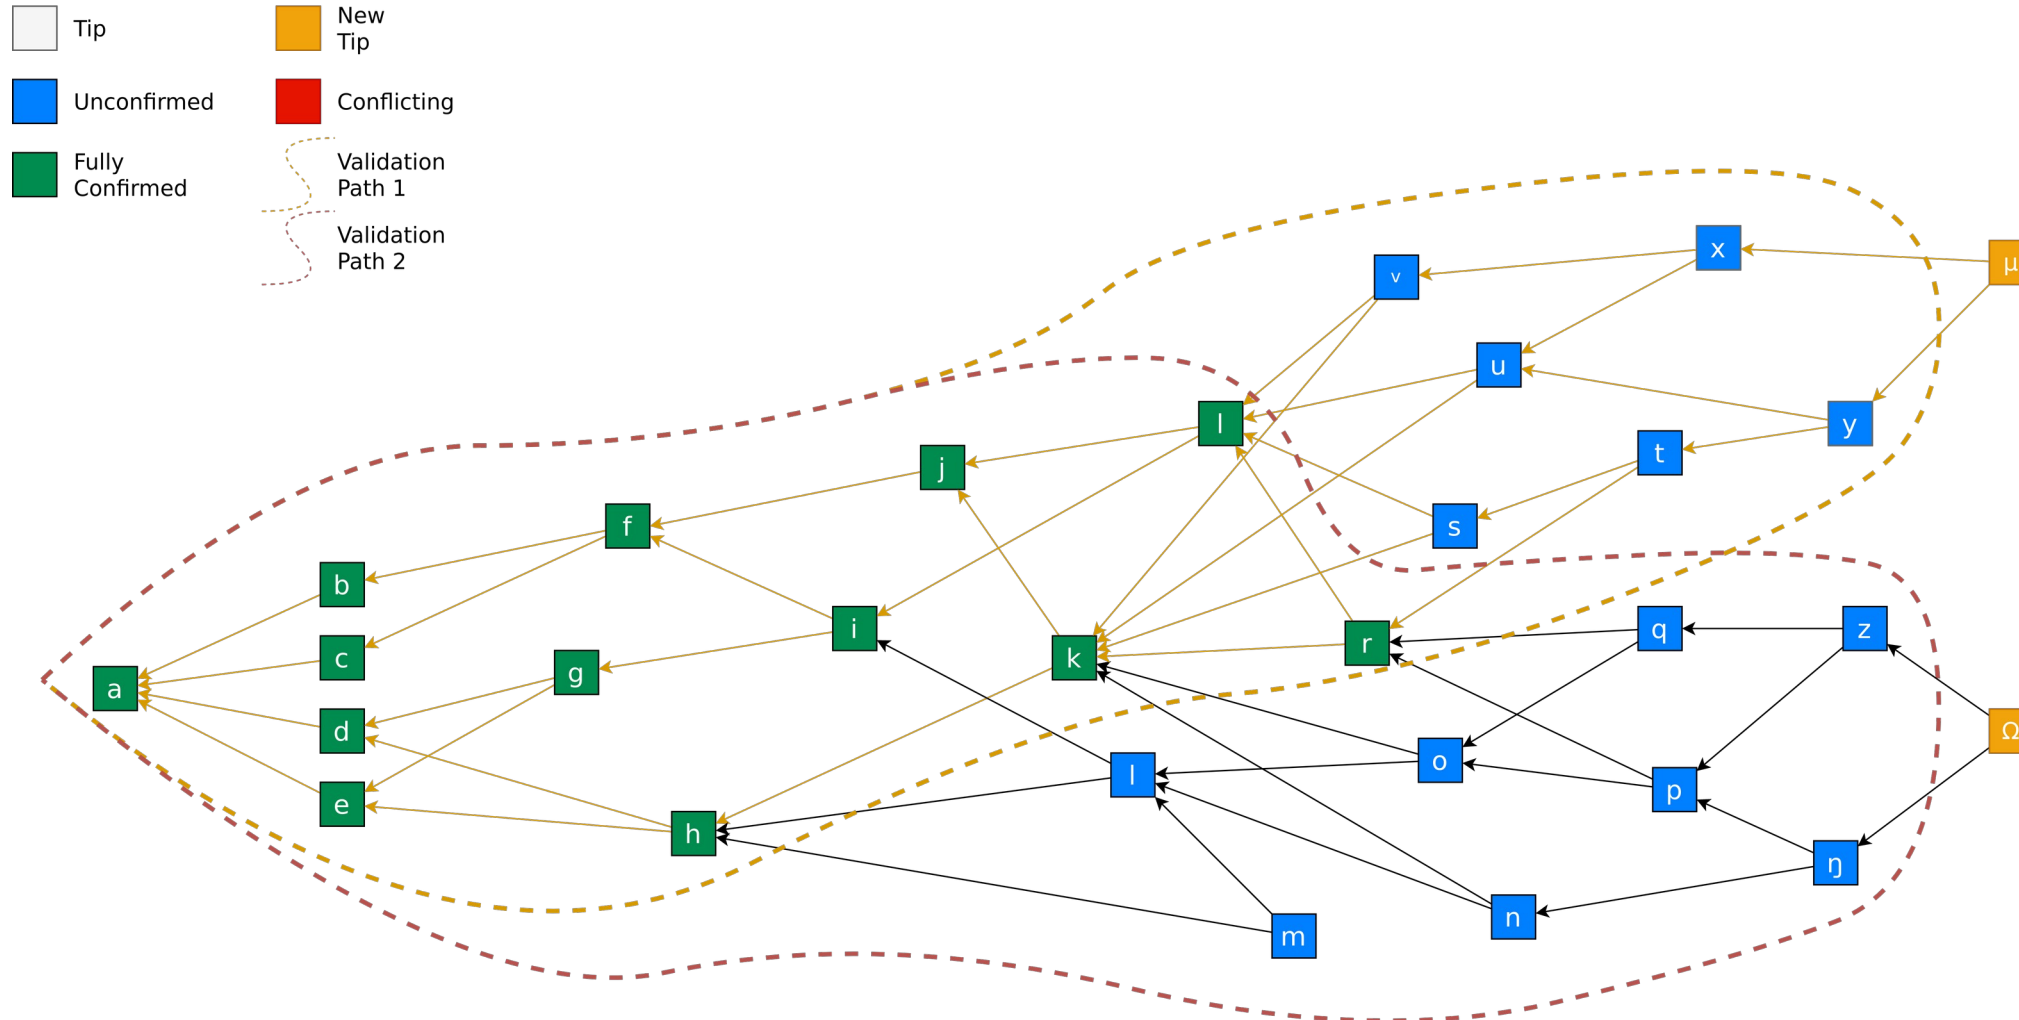 Tip
New
Tip
Unconfirmed
Conflicting
Fully
Confirmed
Validation
Path 1
Validation
Path 2
x
μ
v
u
l
y
t
j
f
s
b
i
r
q
z
c
k
g
a
d
Ω
o
l
p
e
h
ŋ
n
m